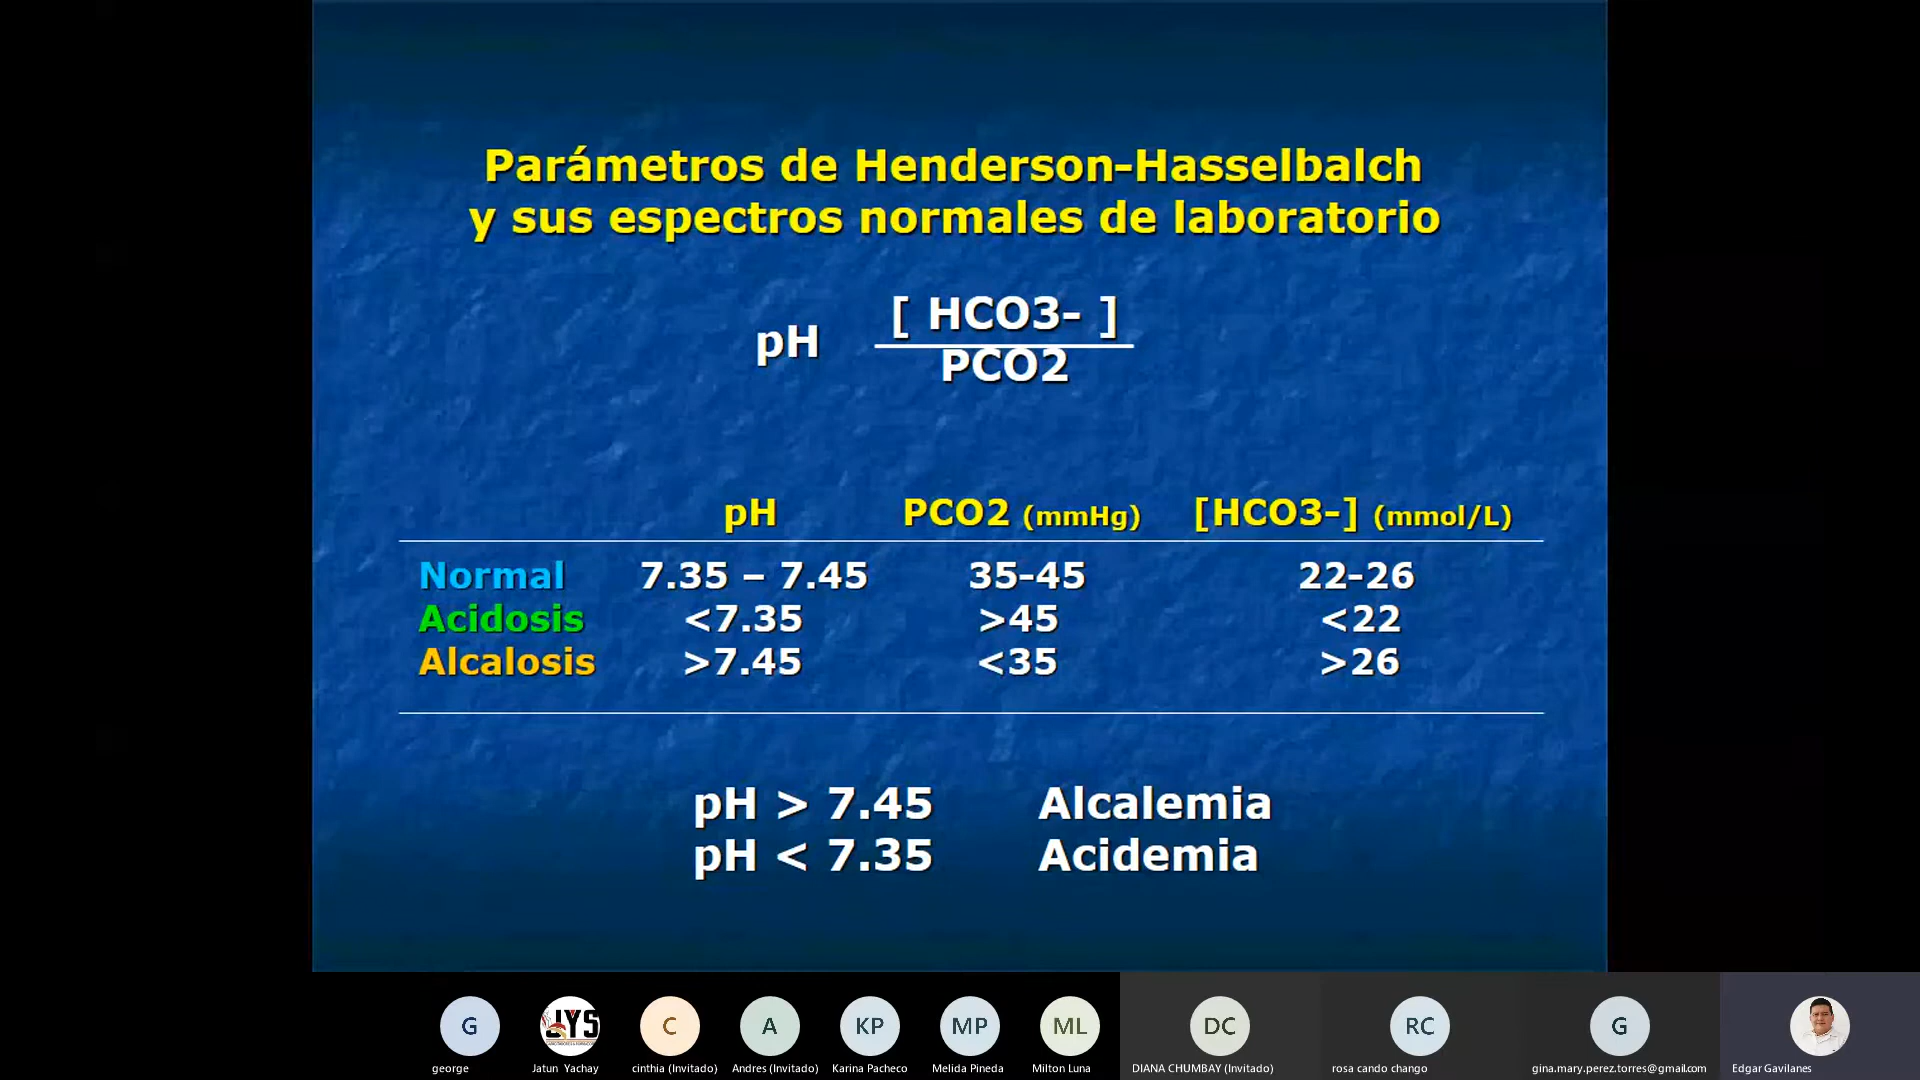 Parámetros de Henderson-Hasselbalch
y sus espectros normales de laboratorio
[ HCO3- ]
pH
PCO2
pH PCO2 (mmHg) [HCO3-] (mmol/L)
Normal 7.35 – 7.45 35-45 22-26
Acidosis <7.35 >45 <22
Alcalosis >7.45 <35 >26
pH > 7.45 Alcalemia
pH < 7.35 Acidemia
G JYS C A KP MP ML DC RC G
george Jatun Yachay cinthia (Invitado) Andres (Invitado) Karina Pacheco Melida Pineda Milton Luna DIANA CHUMBAY (Invitado) rosa cando chango gina.mary.perez.torres@gmail.com Edgar Gavilanes